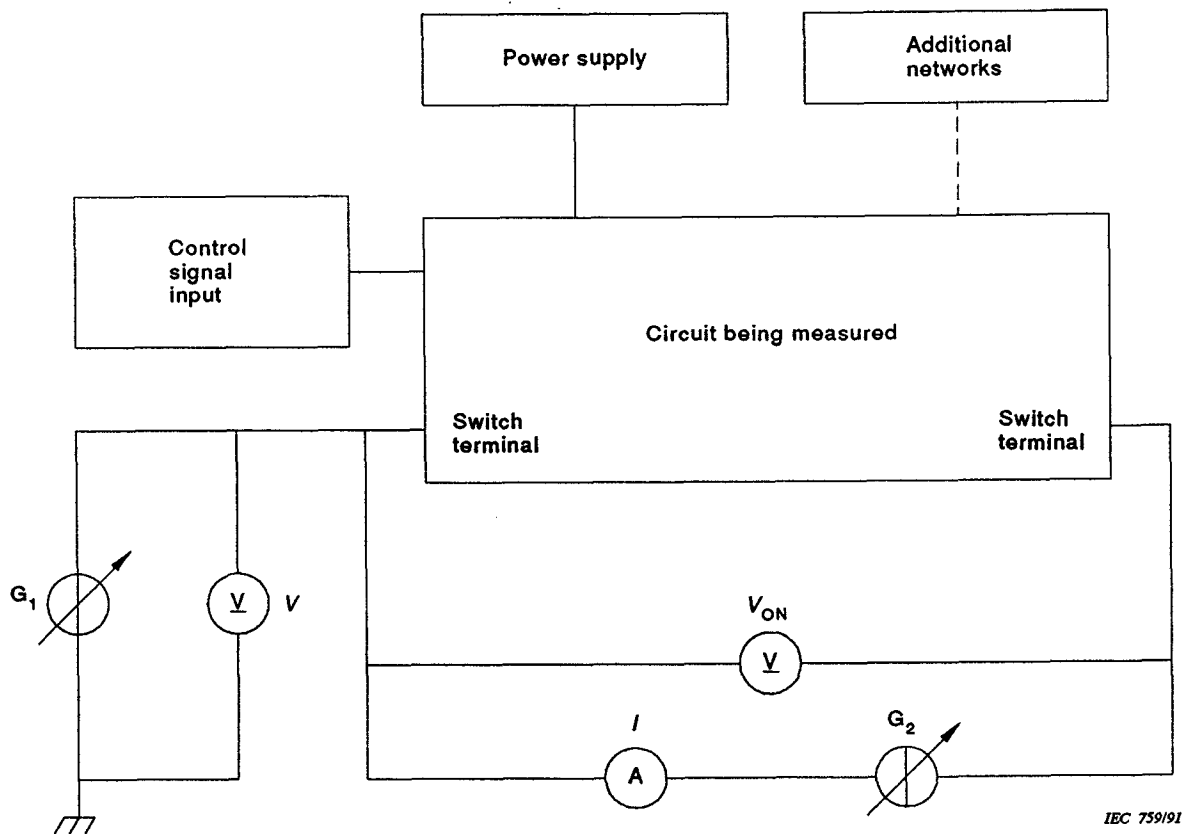 Power supply
Additional
networks
Control
signal
input
Circuit being measured
Switch
terminal
Switch
terminal
G1
V
V
VON
V
I
A
G2
IEC 759/91